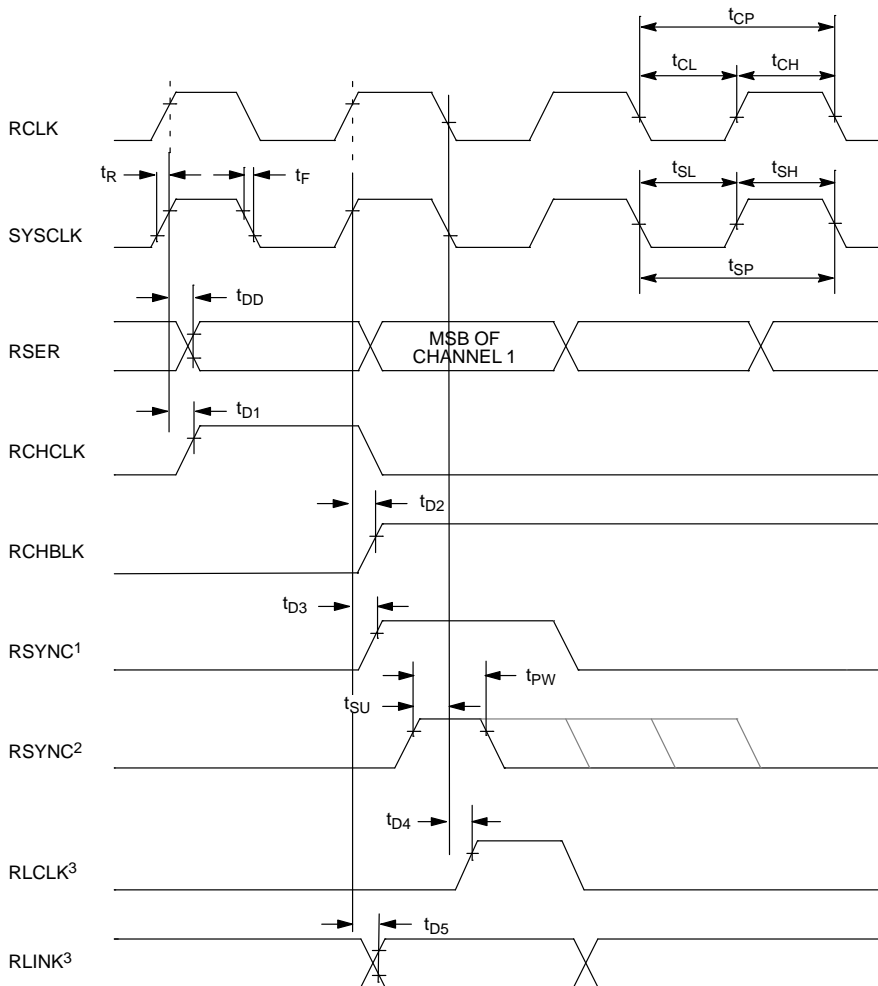 tCP
tCL tCH
RCLK
tR tF tSL tSH
SYSCLK
tSP
tDD
RSER MSB OF
CHANNEL 1
tD1
RCHCLK
tD2
RCHBLK
tD3
RSYNC1
tPW
tSU
RSYNC2
tD4
RLCLK3
tD5
RLINK3